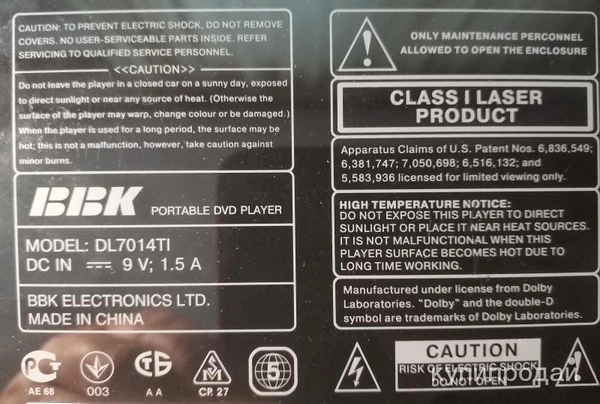 CAUTION: TO PREVENT ELECTRIC SHOCK, DO NOT REMOVE
COVERS. NO USER-SERVICEABLE PARTS INSIDE. REFER
SERVICING TO QUALIFIED SERVICE PERSONNEL.
<<CAUTION>>
Do not leave the player in a closed car on a sunny day, exposed
to direct sunlight or near any source of heat. (Otherwise the
surface of the player may warp, change colour or be damaged.)
When the player is used for a long period, the surface may be
hot; this is not a malfunction, however, take caution against
minor burns.
BBK PORTABLE DVD PLAYER
MODEL: DL7014TI
DC IN 9 V; 1.5 A
BBK ELECTRONICS LTD.
MADE IN CHINA
РСТ
АЕ 68
003
А А
СР. 27
5
ONLY MAINTENANCE PERSONNEL
ALLOWED TO OPEN THE ENCLOSURE
CLASS I LASER
PRODUCT
Apparatus Claims of U.S. Patent Nos. 6,836,549;
6,381,747; 7,050,698; 6,516,132; and
5,583,936 licensed for limited viewing only.
HIGH TEMPERATURE NOTICE:
DO NOT EXPOSE THIS PLAYER TO DIRECT
SUNLIGHT OR PLACE IT NEAR HEAT SOURCES.
IT IS NOT MALFUNCTIONAL WHEN THIS
PLAYER SURFACE BECOMES HOT DUE TO
LONG TIME WORKING.
Manufactured under license from Dolby
Laboratories. "Dolby" and the double-D
symbol are trademarks of Dolby Laboratories.
CAUTION
RISK OF ELECTRIC SHOCK
DO NOT OPEN
купипродай